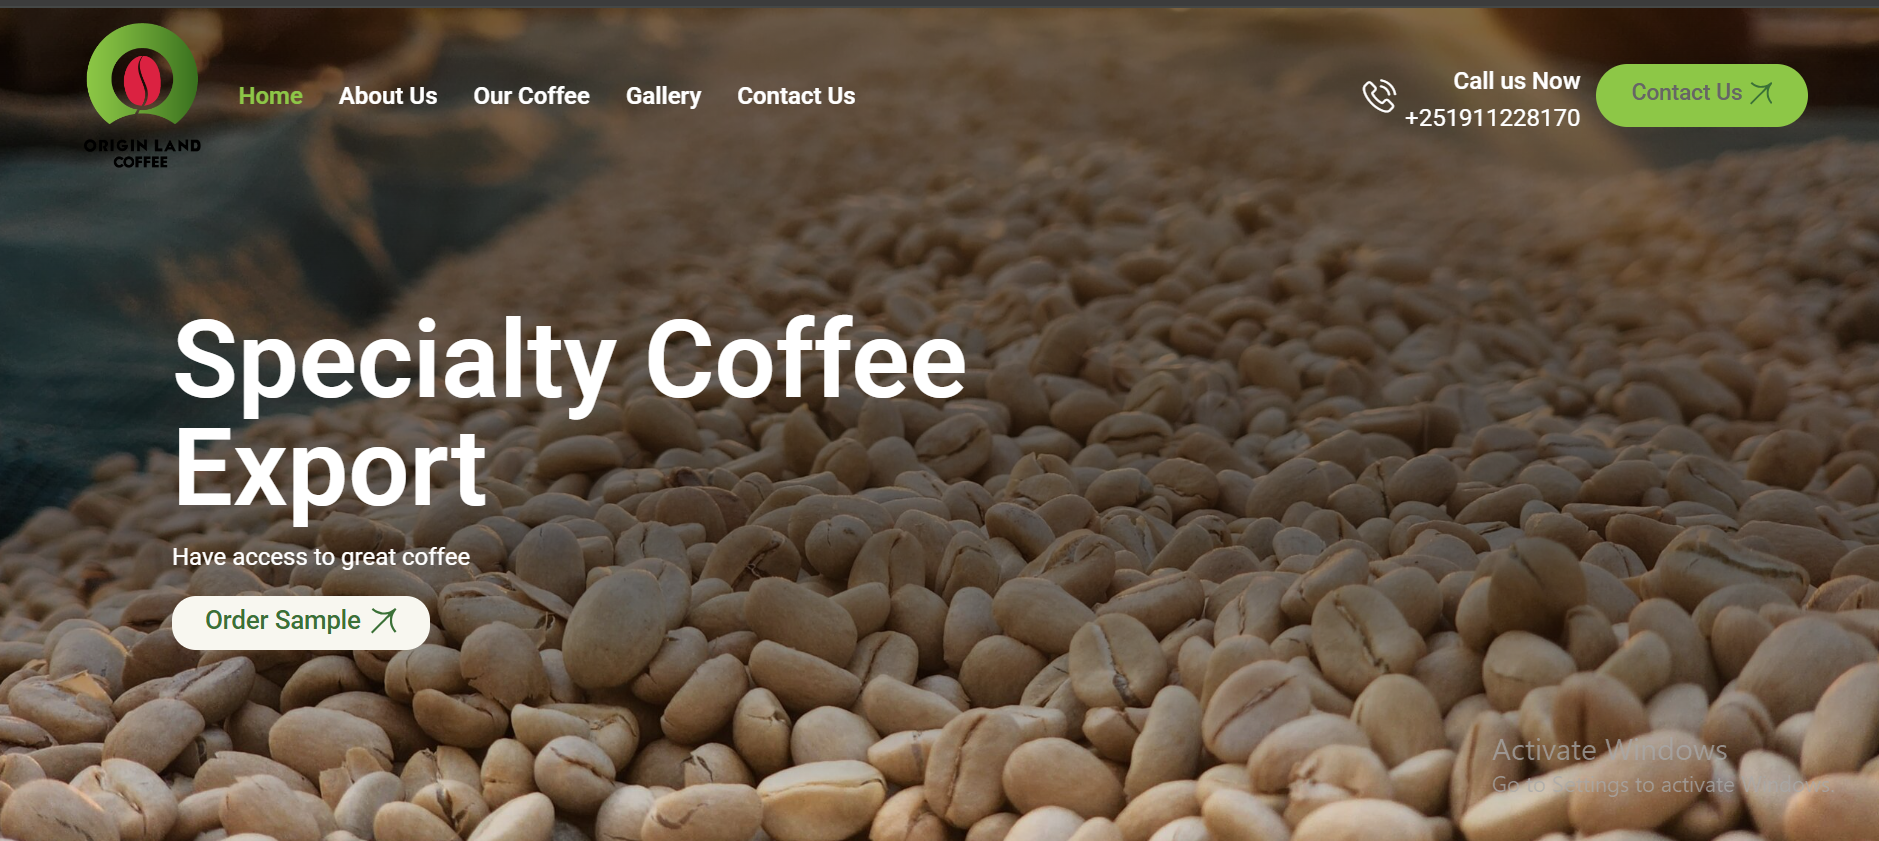 ORIGIN LAND
COFFEE
Home
About Us
Our Coffee
Gallery
Contact Us
Call us Now
+251911228170
Contact Us
Specialty Coffee
Export
Have access to great coffee
Order Sample
Activate Windows
Go to Settings to activate Windows.